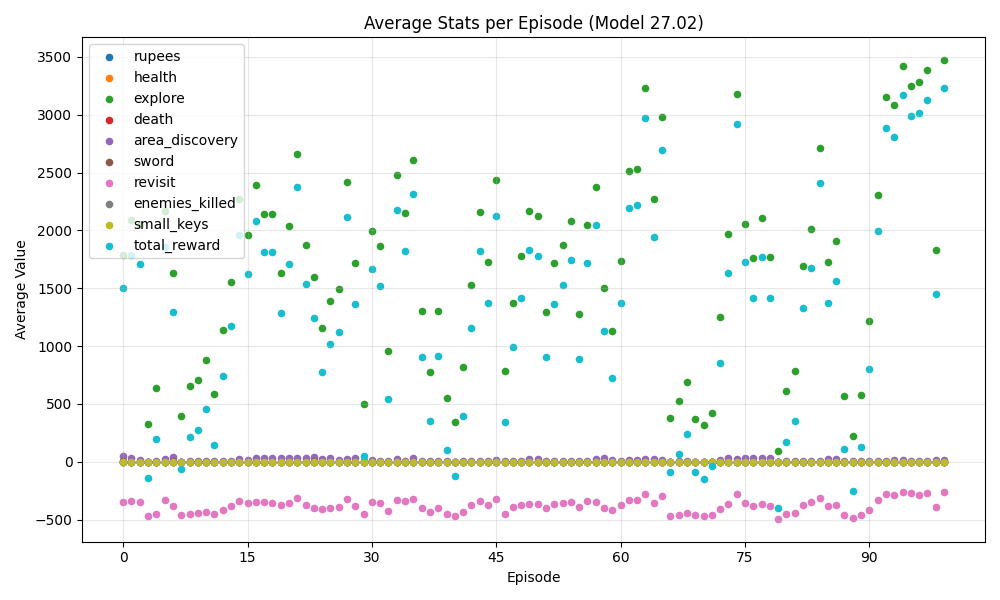 Average Stats per Episode (Model 27.02)
3500
3000
2500
2000
1500
1000
500
0
−500
Average Value
rupees
health
explore
death
area_discovery
sword
revisit
enemies_killed
small_keys
total_reward
0 15 30 45 60 75 90
Episode